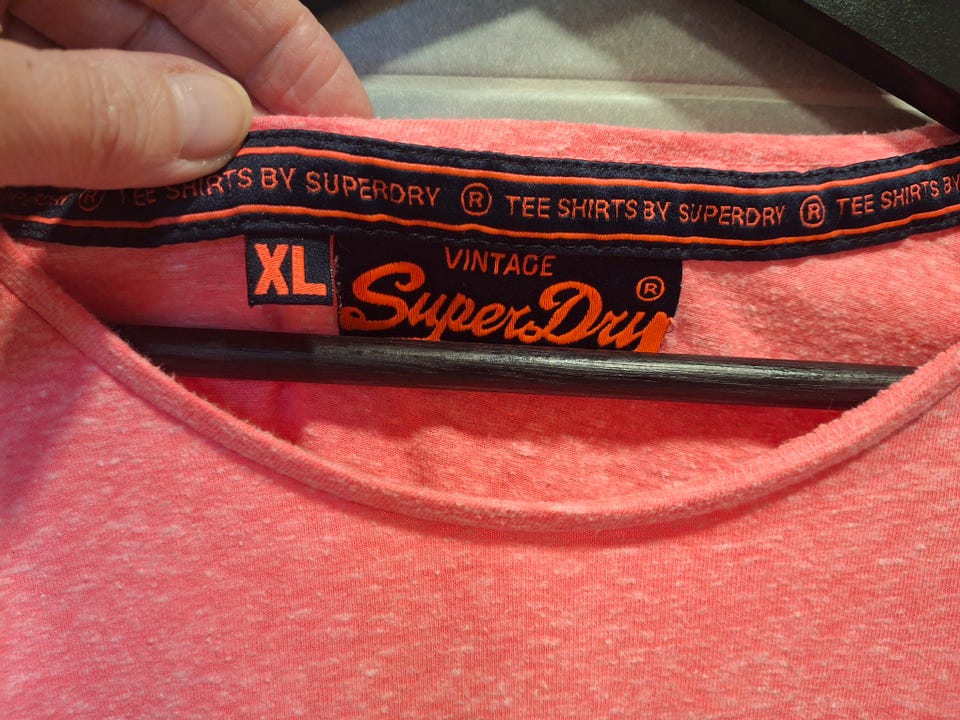 ® TEE SHIRTS BY SUPERDRY ® TEE SHIRTS BY SUPERDRY ® TEE SHIRTS BY
XL
VINTAGE
SuperDry ®